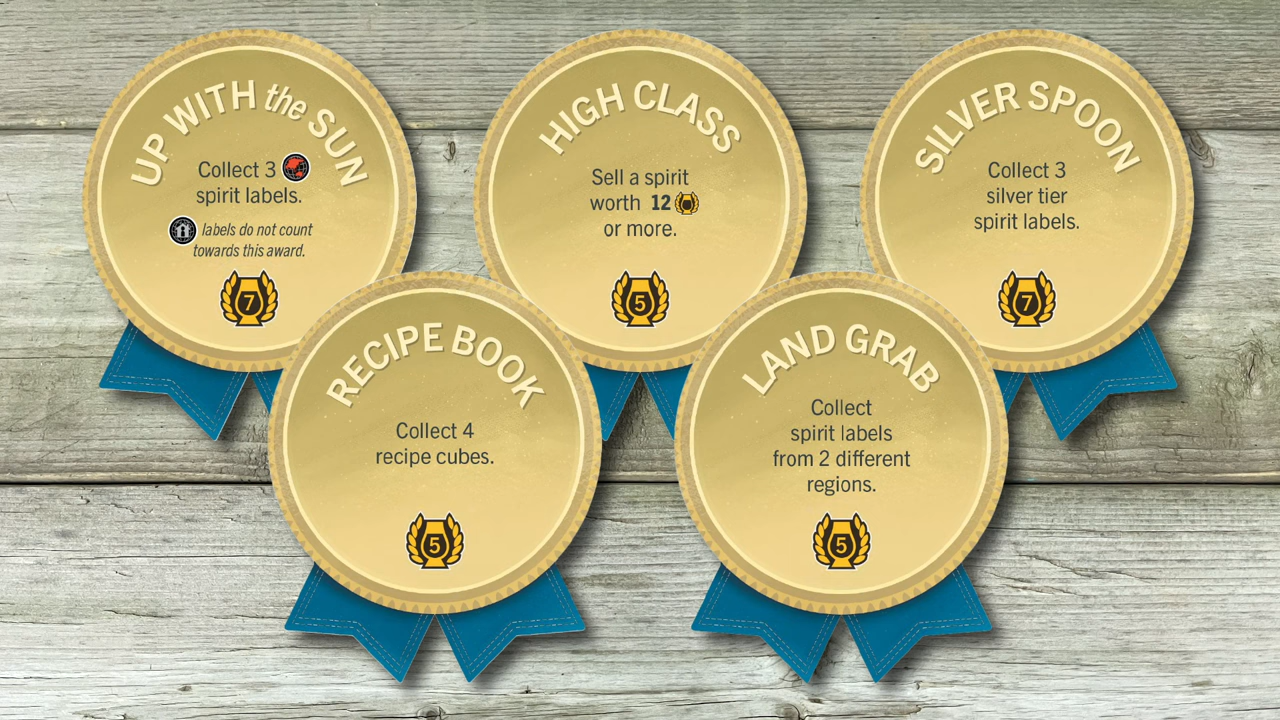 UP WITH the SUN
Collect 3
spirit labels.
labels do not count
towards this award.
7
HIGH CLASS
Sell a spirit
worth 12
or more.
5
SILVER SPOON
Collect 3
silver tier
spirit labels.
7
RECIPE BOOK
Collect 4
recipe cubes.
5
LAND GRAB
Collect
spirit labels
from 2 different
regions.
5